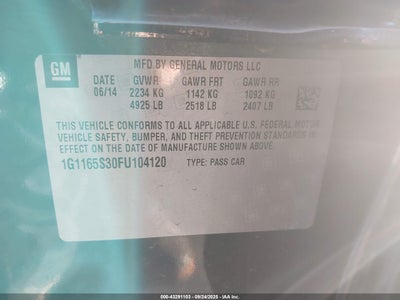 GM
MFD BY GENERAL MOTORS LLC
DATE GVWR GAWR FRT GAWR RR
06/14 2234 KG 1142 KG 1092 KG
4925 LB 2518 LB 2407 LB
THIS VEHICLE CONFORMS TO ALL APPLICABLE U.S. FEDERAL MOTOR
VEHICLE SAFETY, BUMPER, AND THEFT PREVENTION STANDARDS IN
EFFECT ON THE DATE OF MANUFACTURE SHOWN ABOVE.
1G1165S30FU104120 TYPE: PASS CAR
000-43291103 - 09/24/2025 - IAA Inc.